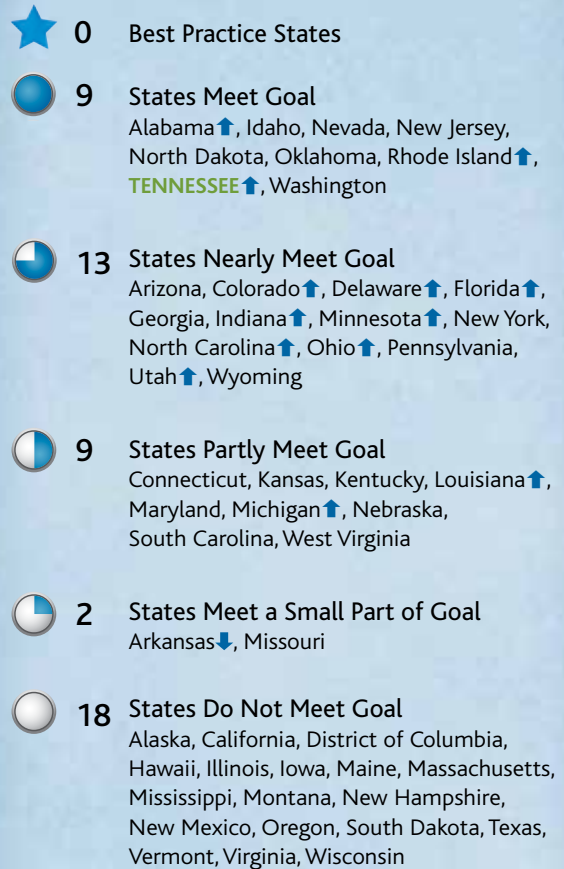 0 Best Practice States
9 States Meet Goal
Alabama⬆, Idaho, Nevada, New Jersey,
North Dakota, Oklahoma, Rhode Island⬆,
TENNESSEE⬆, Washington
13 States Nearly Meet Goal
Arizona, Colorado⬆, Delaware⬆, Florida⬆,
Georgia, Indiana⬆, Minnesota⬆, New York,
North Carolina⬆, Ohio⬆, Pennsylvania,
Utah⬆, Wyoming
9 States Partly Meet Goal
Connecticut, Kansas, Kentucky, Louisiana⬆,
Maryland, Michigan⬆, Nebraska,
South Carolina, West Virginia
2 States Meet a Small Part of Goal
Arkansas⬇, Missouri
18 States Do Not Meet Goal
Alaska, California, District of Columbia,
Hawaii, Illinois, Iowa, Maine, Massachusetts,
Mississippi, Montana, New Hampshire,
New Mexico, Oregon, South Dakota, Texas,
Vermont, Virginia, Wisconsin